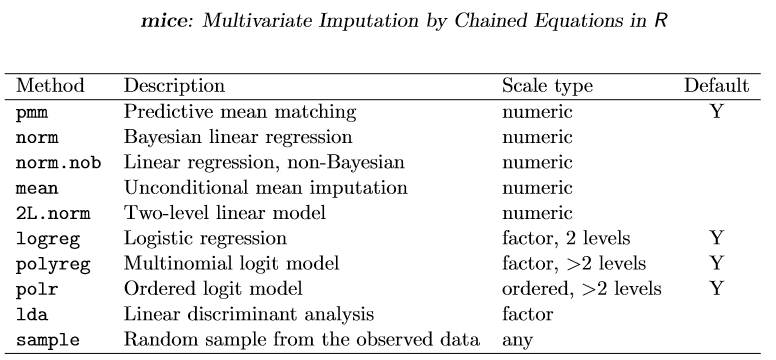 mice: Multivariate Imputation by Chained Equations in R
Method Description Scale type Default
pmm Predictive mean matching numeric Y
norm Bayesian linear regression numeric
norm.nob Linear regression, non-Bayesian numeric
mean Unconditional mean imputation numeric
2L.norm Two-level linear model numeric
logreg Logistic regression factor, 2 levels Y
polyreg Multinomial logit model factor, >2 levels Y
polr Ordered logit model ordered, >2 levels Y
lda Linear discriminant analysis factor
sample Random sample from the observed data any